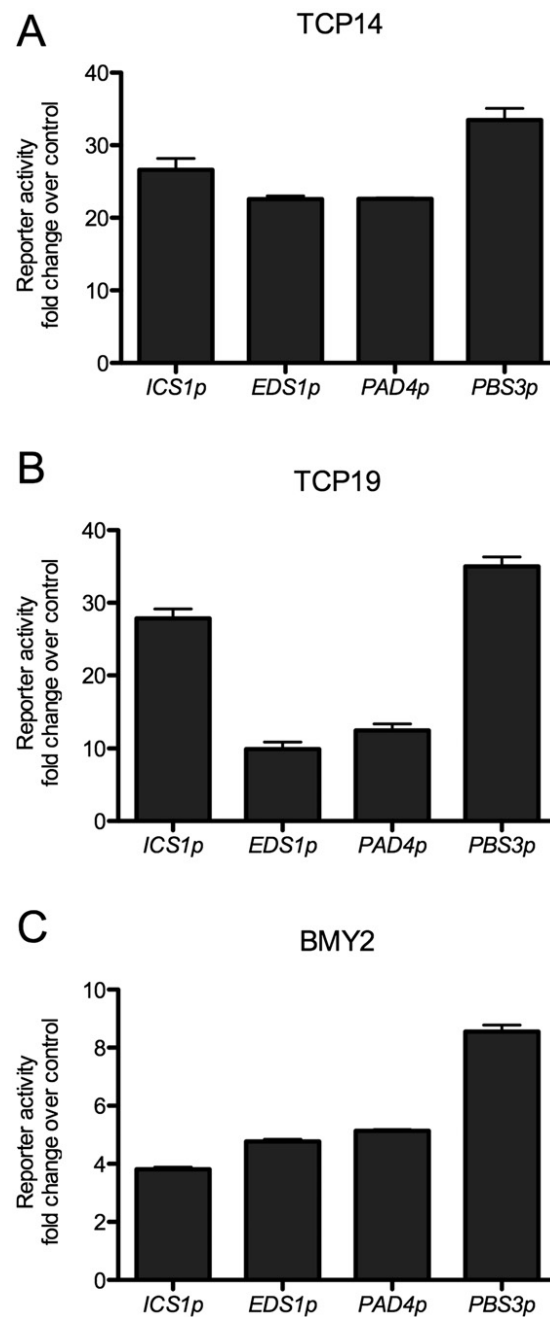 A
TCP14
Reporter activity
fold change over control
40
30
20
10
0
ICS1p EDS1p PAD4p PBS3p
B
TCP19
Reporter activity
fold change over control
40
30
20
10
0
ICS1p EDS1p PAD4p PBS3p
C
BMY2
Reporter activity
fold change over control
10
8
6
4
2
0
ICS1p EDS1p PAD4p PBS3p